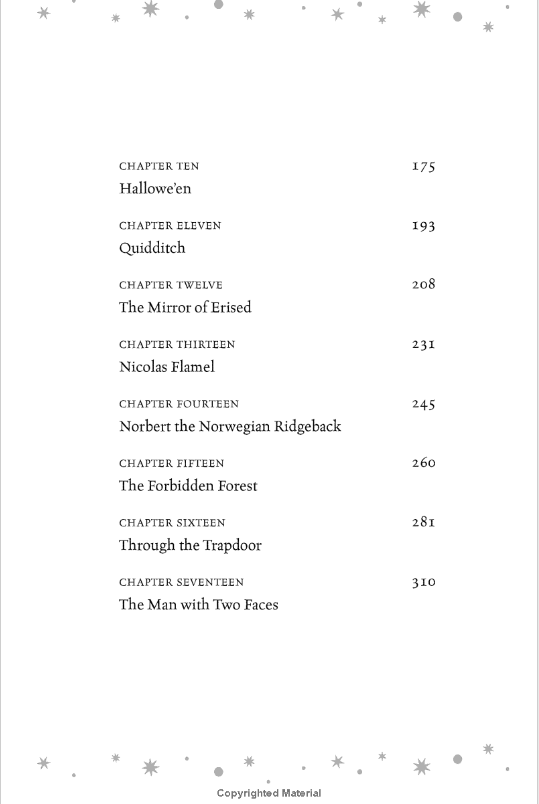 CHAPTER TEN 175
Hallowe'en
CHAPTER ELEVEN 193
Quidditch
CHAPTER TWELVE 208
The Mirror of Erised
CHAPTER THIRTEEN 231
Nicolas Flamel
CHAPTER FOURTEEN 245
Norbert the Norwegian Ridgeback
CHAPTER FIFTEEN 260
The Forbidden Forest
CHAPTER SIXTEEN 281
Through the Trapdoor
CHAPTER SEVENTEEN 310
The Man with Two Faces
Copyrighted Material